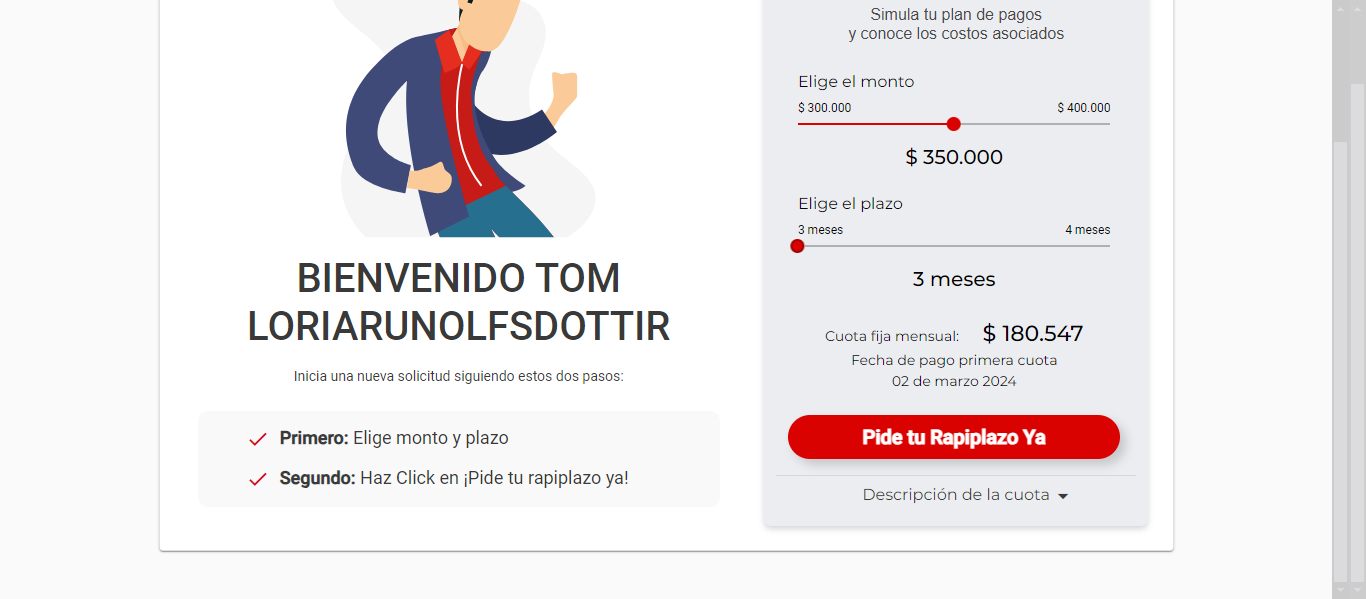 BIENVENIDO TOM
LORIARUNOLFSDOTTIR
Inicia una nueva solicitud siguiendo estos dos pasos:
Primero: Elige monto y plazo
Segundo: Haz Click en ¡Pide tu rapiplazo ya!
Simula tu plan de pagos
y conoce los costos asociados
Elige el monto
$ 300.000 $ 400.000
$ 350.000
Elige el plazo
3 meses 4 meses
3 meses
Cuota fija mensual: $ 180.547
Fecha de pago primera cuota
02 de marzo 2024
Pide tu Rapiplazo Ya
Descripción de la cuota